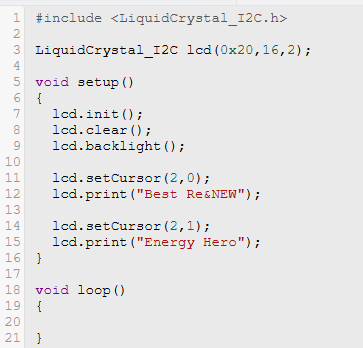 1 #include <LiquidCrystal_I2C.h>
2
3 LiquidCrystal_I2C lcd(0x20,16,2);
4
5 void setup()
6 {
7   lcd.init();
8   lcd.clear();
9   lcd.backlight();
10
11   lcd.setCursor(2,0);
12   lcd.print("Best Re&NEW");
13
14   lcd.setCursor(2,1);
15   lcd.print("Energy Hero");
16 }
17
18 void loop()
19 {
20
21 }